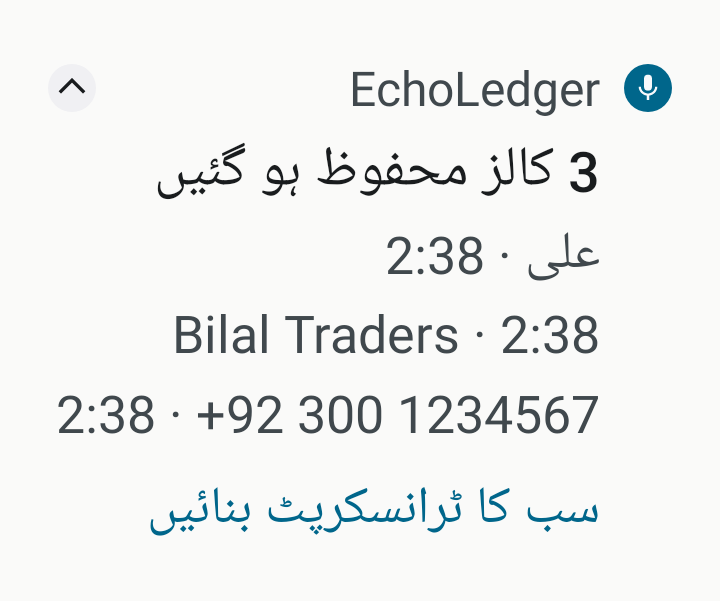 EchoLedger
3 کالز محفوظ ہو گئیں
علی · 2:38
Bilal Traders · 2:38
+92 300 1234567 · 2:38
سب کا ٹرانسکرپٹ بنائیں